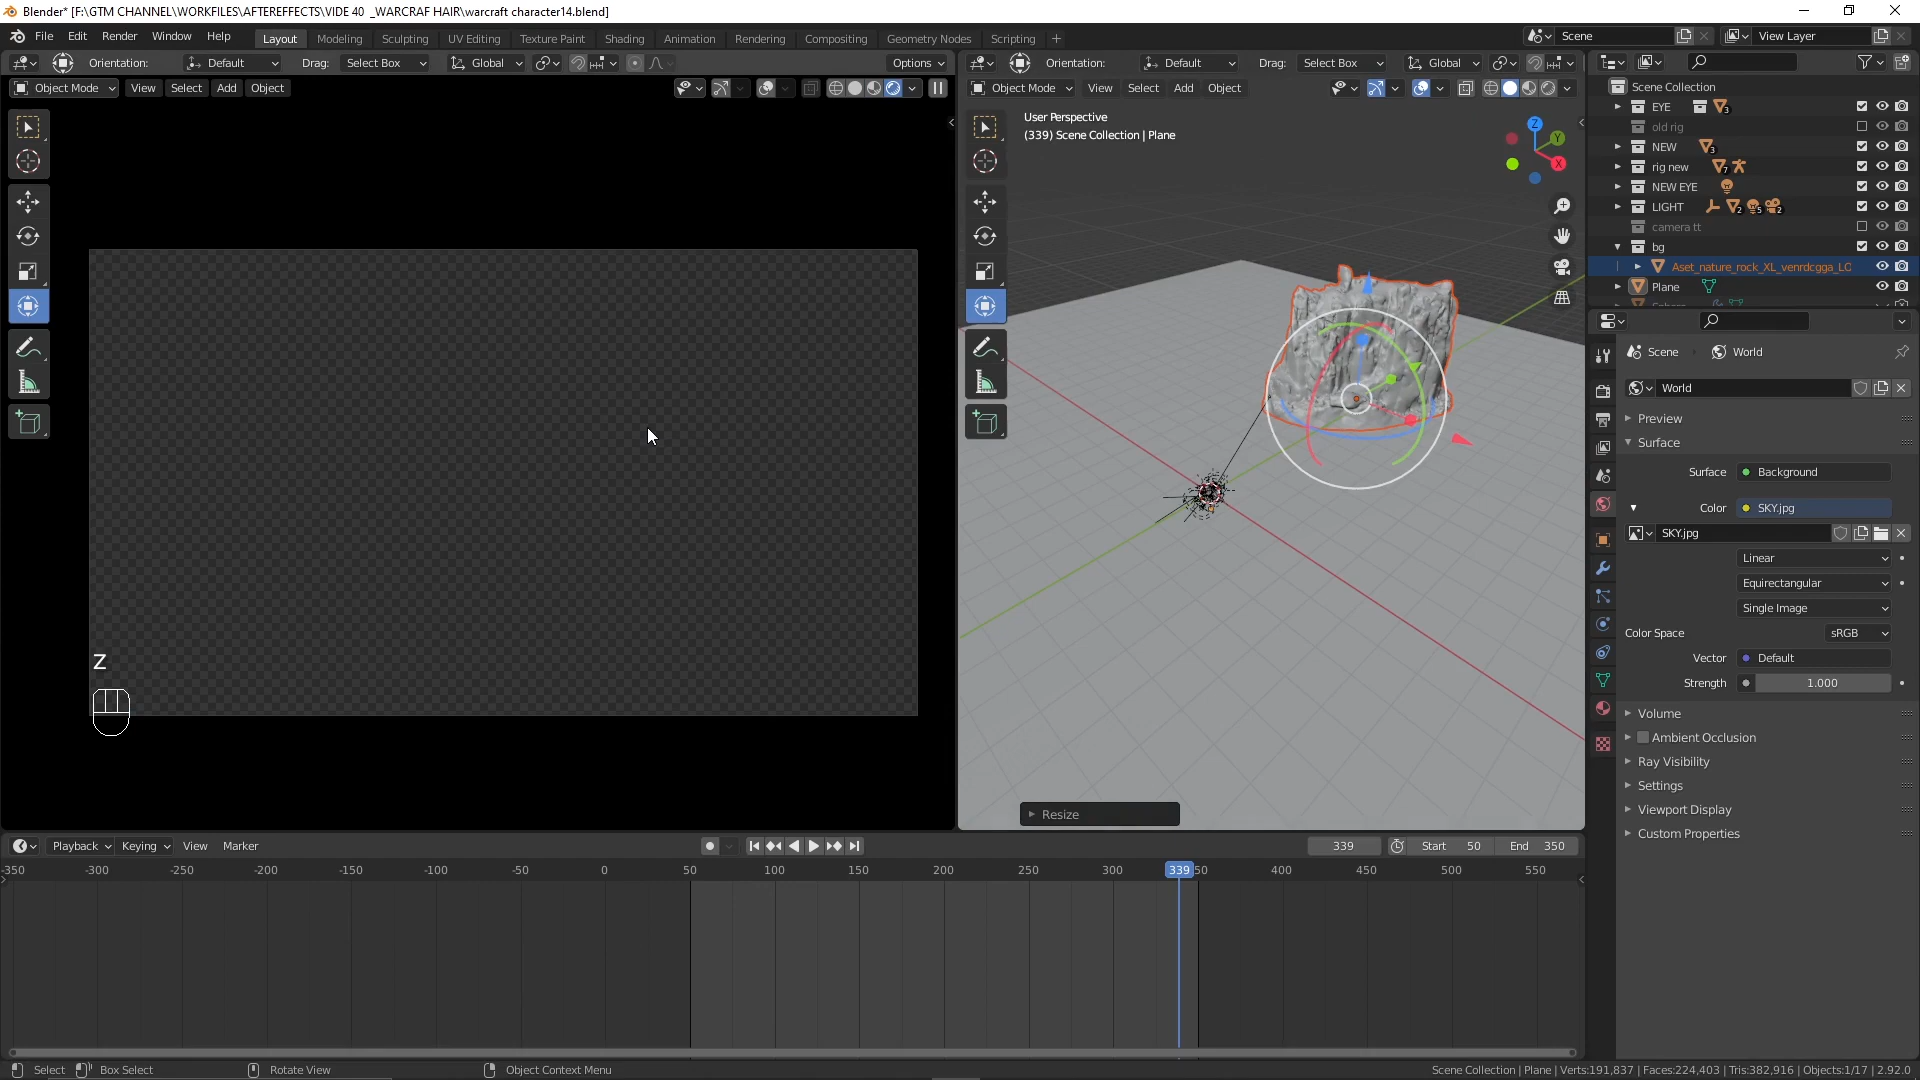 Blender* [F:\GTM CHANNEL\WORKFILES\AFTEREFFECTS\VIDE 40 _WARCRAF HAIR\warcraft character14.blend]
File Edit Render Window Help Layout Modeling Sculpting UV Editing Texture Paint Shading Animation Rendering Compositing Geometry Nodes Scripting + Scene View Layer
Orientation: Default Drag: Select Box Global Options
Orientation: Default Drag: Select Box Global
Object Mode View Select Add Object
Object Mode View Select Add Object
User Perspective
(339) Scene Collection | Plane
Z
Y
X
Scene Collection
EYE 3
old rig
NEW 3
rig new 7
NEW EYE
LIGHT 2 5 2
camera tt
bg
Aset_nature_rock_XL_venrdcgga_LO
Plane
Scene World
World
Preview
Surface
Surface Background
Color SKY.jpg
SKY.jpg
Linear
Equirectangular
Single Image
Color Space sRGB
Vector Default
Strength 1.000
Volume
Ambient Occlusion
Ray Visibility
Settings
Viewport Display
Custom Properties
Z
Resize
Playback Keying View Marker 339 Start 50 End 350
-350 -300 -250 -200 -150 -100 -50 0 50 100 150 200 250 300 339 50 400 450 500 550
Select Box Select Rotate View Object Context Menu Scene Collection | Plane | Verts:191,837 | Faces:224,403 | Tris:382,916 | Objects:1/17 | 2.92.0